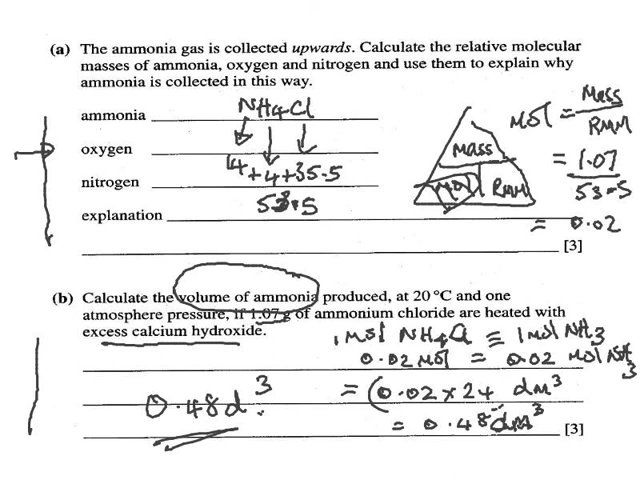 (a) The ammonia gas is collected upwards. Calculate the relative molecular
masses of ammonia, oxygen and nitrogen and use them to explain why
ammonia is collected in this way.
ammonia NH4Cl
oxygen
nitrogen 14+4+35.5
explanation 53.5
[3]
Mass
Mol RMM
Mol = Mass
RMM
= 1.07
53.5
= 0.02
(b) Calculate the volume of ammonia produced, at 20 °C and one
atmosphere pressure, if 1.07 g of ammonium chloride are heated with
excess calcium hydroxide.
1 Mol NH4Cl ≡ 1 mol NH3
0.02 Mol = 0.02 Mol NH3
= (0.02 x 24 dm3
= 0.48 dm3
0.48d3
[3]